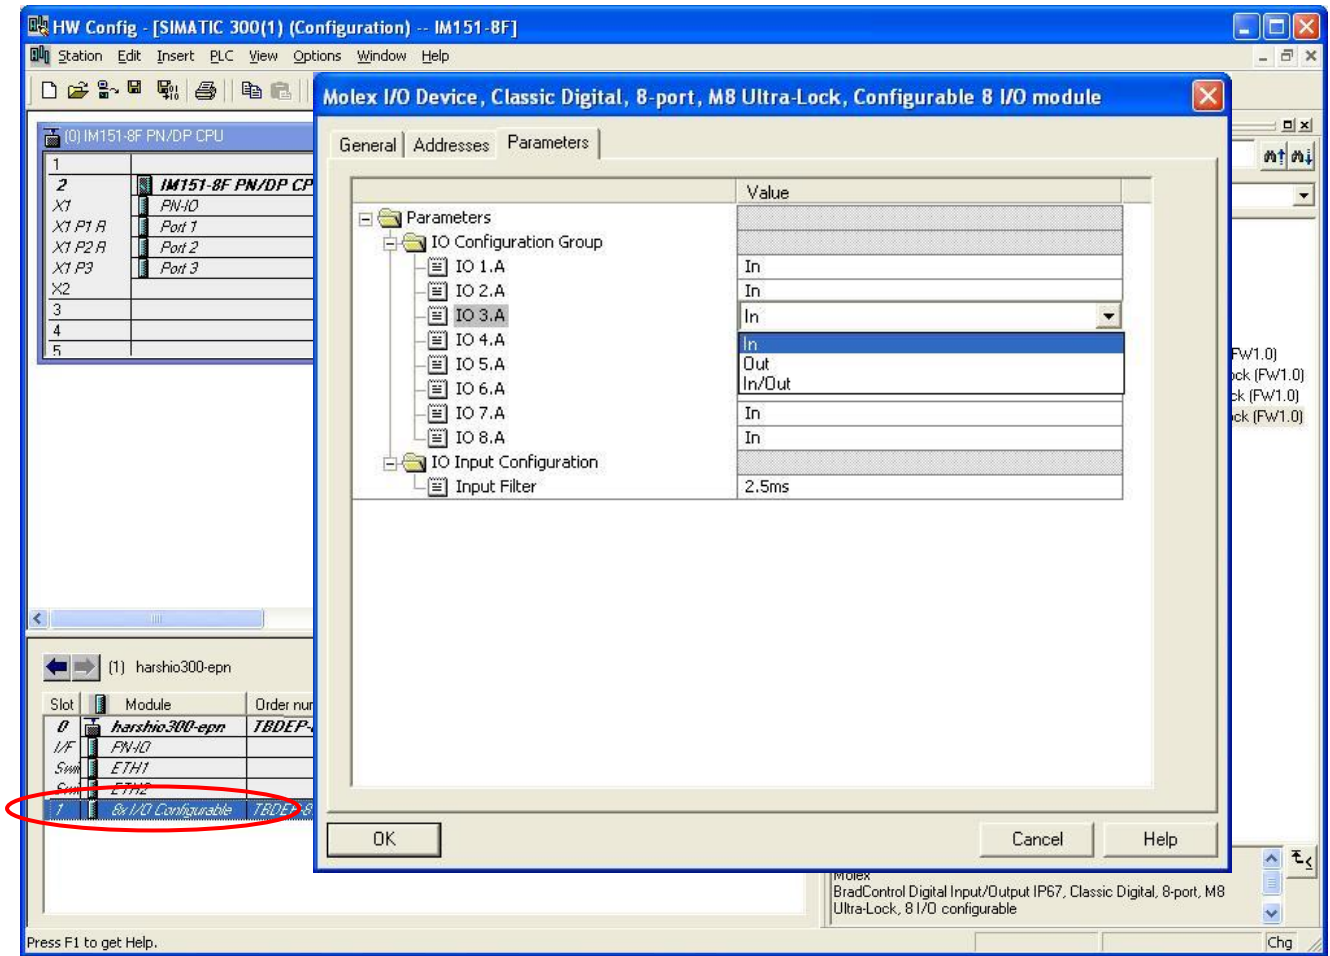 HW Config - [SIMATIC 300(1) (Configuration) -- IM151-8F]
Station Edit Insert PLC View Options Window Help
(0) IM151-8F PN/DP CPU
1
2 IM151-8F PN/DP CP
X1 PN-IO
X1 P1 R Port 1
X1 P2 R Port 2
X1 P3 Port 3
X2
3
4
5
Molex I/O Device, Classic Digital, 8-port, M8 Ultra-Lock, Configurable 8 I/O module
General Addresses Parameters
Value
Parameters
IO Configuration Group
IO 1.A In
IO 2.A In
IO 3.A In
IO 4.A
IO 5.A
IO 6.A
In
Out
In/Out
IO 7.A In
IO 8.A In
IO Input Configuration
Input Filter 2.5ms
OK Cancel Help
FW1.0)
ck (FW1.0)
ck (FW1.0)
ck (FW1.0)
(1) harshio300-epn
Slot Module Order nur
0 harshio300-epn TBDEP-
I/F PN-IO
Swi ETH1
Swi ETH2
1 8x I/O Configurable TBDEP-8
Molex
BradControl Digital Input/Output IP67, Classic Digital, 8-port, M8
Ultra-Lock, 8 I/O configurable
Press F1 to get Help.
Chg